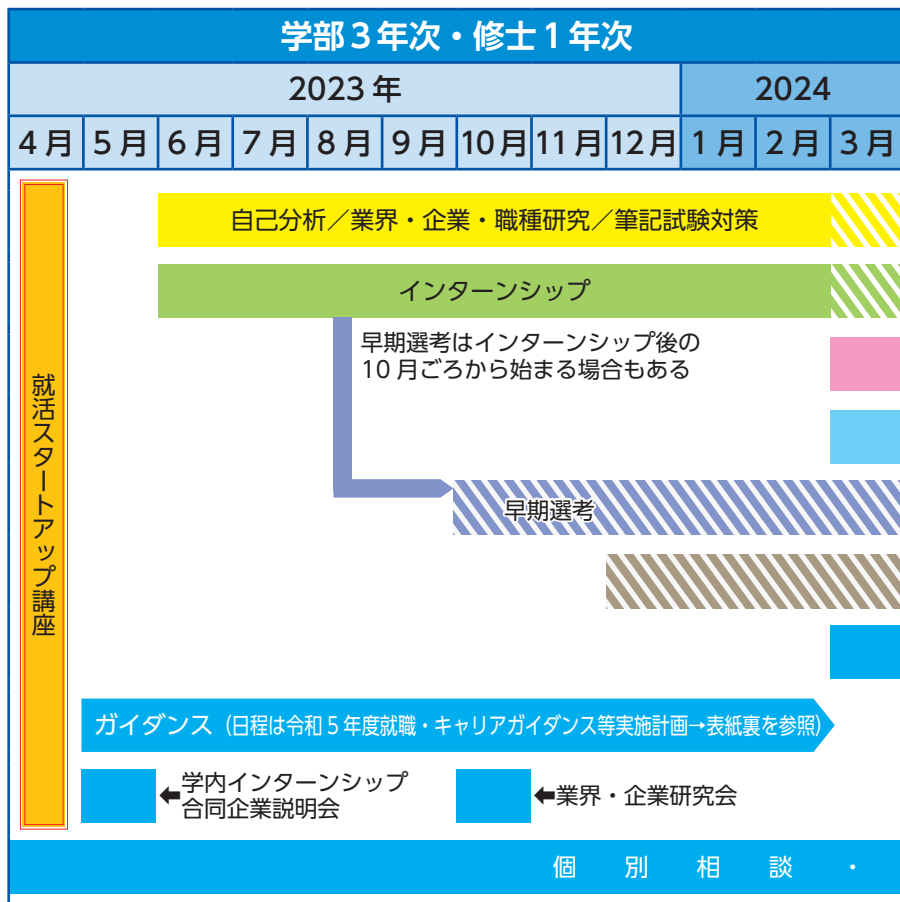 学部3年次・修士1年次
2023年
2024
4月
5月
6月
7月
8月
9月
10月
11月
12月
1月
2月
3月
就活スタートアップ講座
自己分析／業界・企業・職種研究／筆記試験対策
インターンシップ
早期選考はインターンシップ後の
10月ごろから始まる場合もある
早期選考
ガイダンス（日程は令和5年度就職・キャリアガイダンス等実施計画→表紙裏を参照）
⬅学内インターンシップ
合同企業説明会
⬅業界・企業研究会
個別相談・